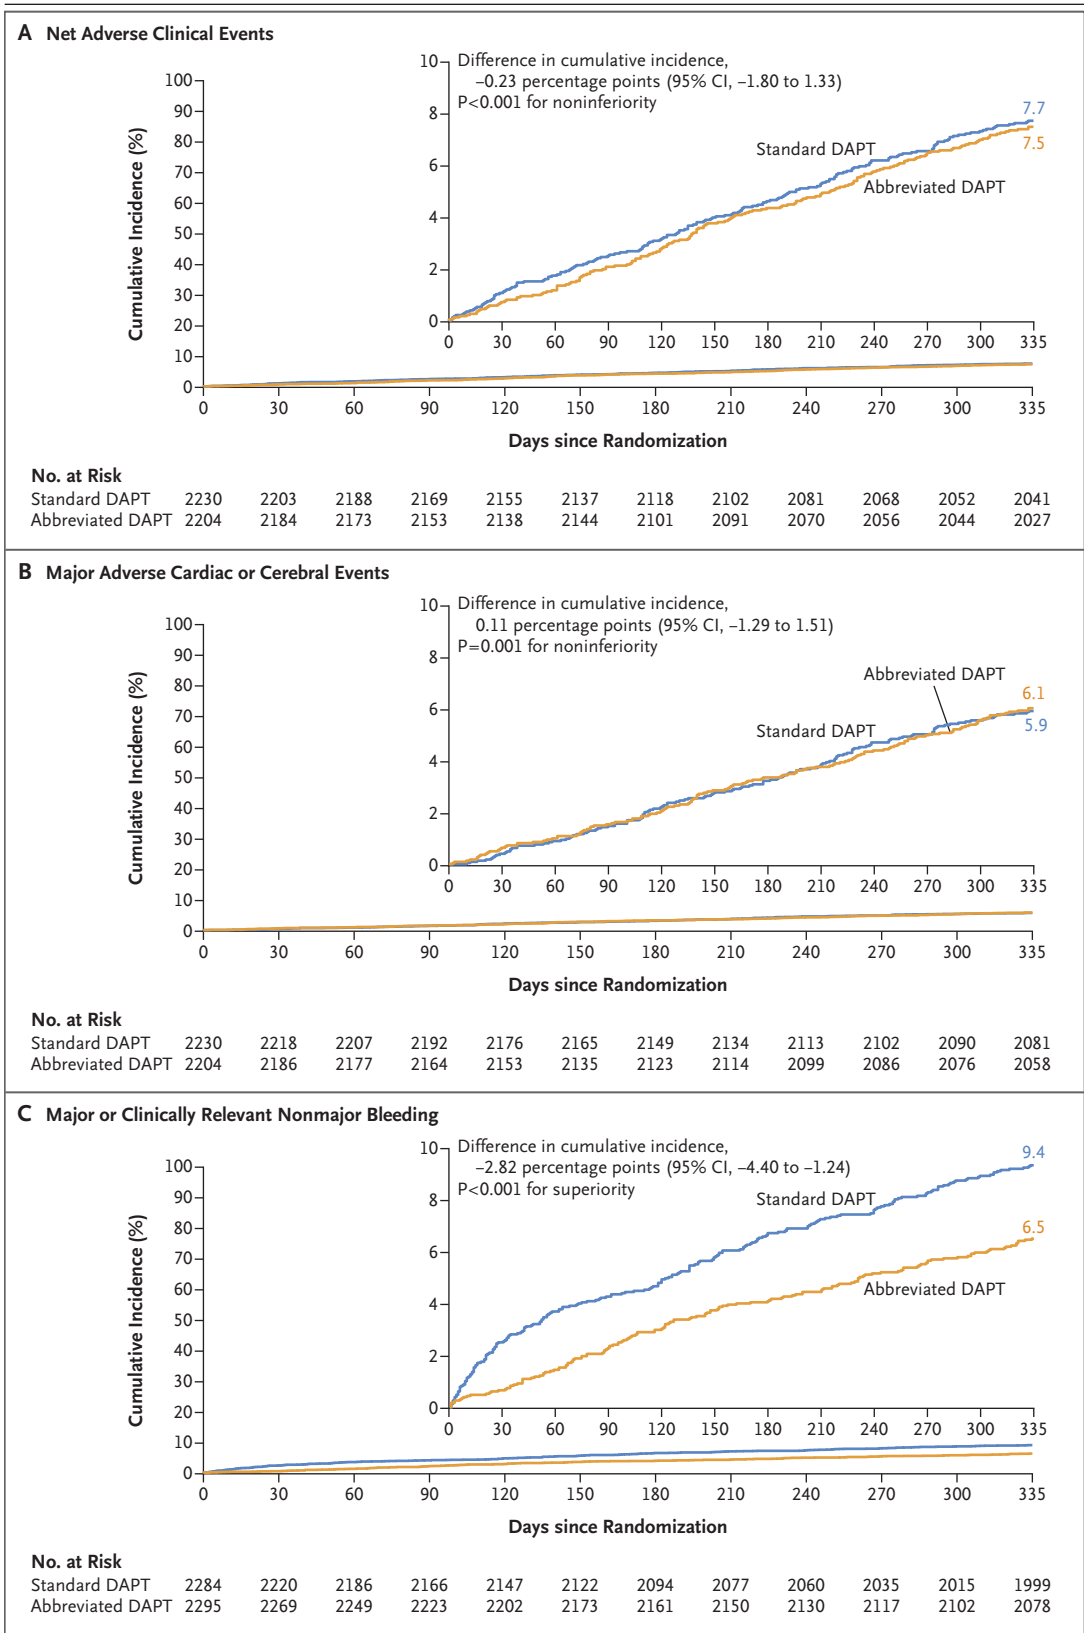 A Net Adverse Clinical Events
Difference in cumulative incidence,
−0.23 percentage points (95% CI, −1.80 to 1.33)
P<0.001 for noninferiority
Cumulative Incidence (%)
100
90
80
70
60
50
40
30
20
10
0
10
8
6
4
2
0
Standard DAPT
Abbreviated DAPT
7.7
7.5
0 30 60 90 120 150 180 210 240 270 300 335
0 30 60 90 120 150 180 210 240 270 300 335
Days since Randomization
No. at Risk
Standard DAPT 2230 2203 2188 2169 2155 2137 2118 2102 2081 2068 2052 2041
Abbreviated DAPT 2204 2184 2173 2153 2138 2144 2101 2091 2070 2056 2044 2027
B Major Adverse Cardiac or Cerebral Events
Difference in cumulative incidence,
0.11 percentage points (95% CI, −1.29 to 1.51)
P=0.001 for noninferiority
Cumulative Incidence (%)
100
90
80
70
60
50
40
30
20
10
0
10
8
6
4
2
0
Abbreviated DAPT
Standard DAPT
6.1
5.9
0 30 60 90 120 150 180 210 240 270 300 335
0 30 60 90 120 150 180 210 240 270 300 335
Days since Randomization
No. at Risk
Standard DAPT 2230 2218 2207 2192 2176 2165 2149 2134 2113 2102 2090 2081
Abbreviated DAPT 2204 2186 2177 2164 2153 2135 2123 2114 2099 2086 2076 2058
C Major or Clinically Relevant Nonmajor Bleeding
Difference in cumulative incidence,
−2.82 percentage points (95% CI, −4.40 to −1.24)
P<0.001 for superiority
Cumulative Incidence (%)
100
90
80
70
60
50
40
30
20
10
0
10
8
6
4
2
0
Standard DAPT
Abbreviated DAPT
9.4
6.5
0 30 60 90 120 150 180 210 240 270 300 335
0 30 60 90 120 150 180 210 240 270 300 335
Days since Randomization
No. at Risk
Standard DAPT 2284 2220 2186 2166 2147 2122 2094 2077 2060 2035 2015 1999
Abbreviated DAPT 2295 2269 2249 2223 2202 2173 2161 2150 2130 2117 2102 2078